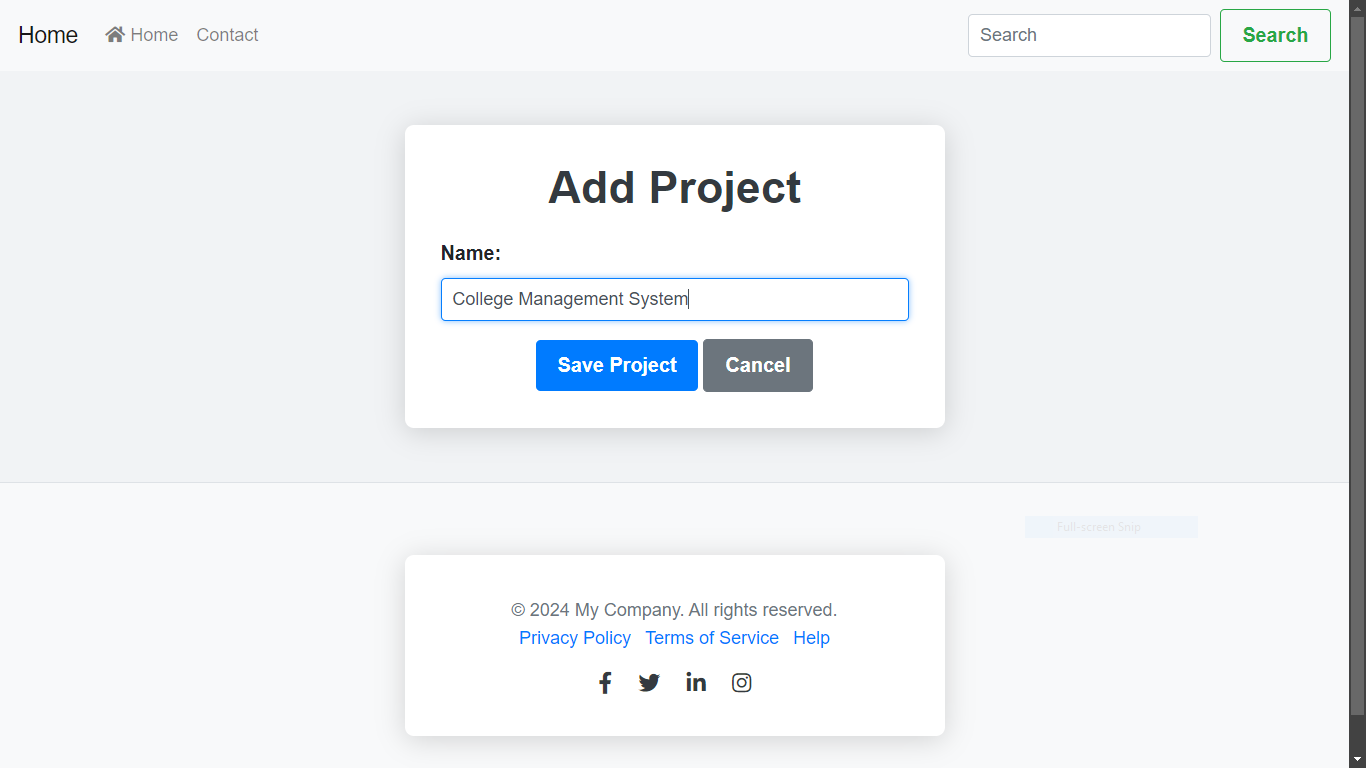 Home Home Contact Search Search
Add Project
Name:
College Management System
Save Project Cancel
Full-screen Snip
© 2024 My Company. All rights reserved.
Privacy Policy Terms of Service Help